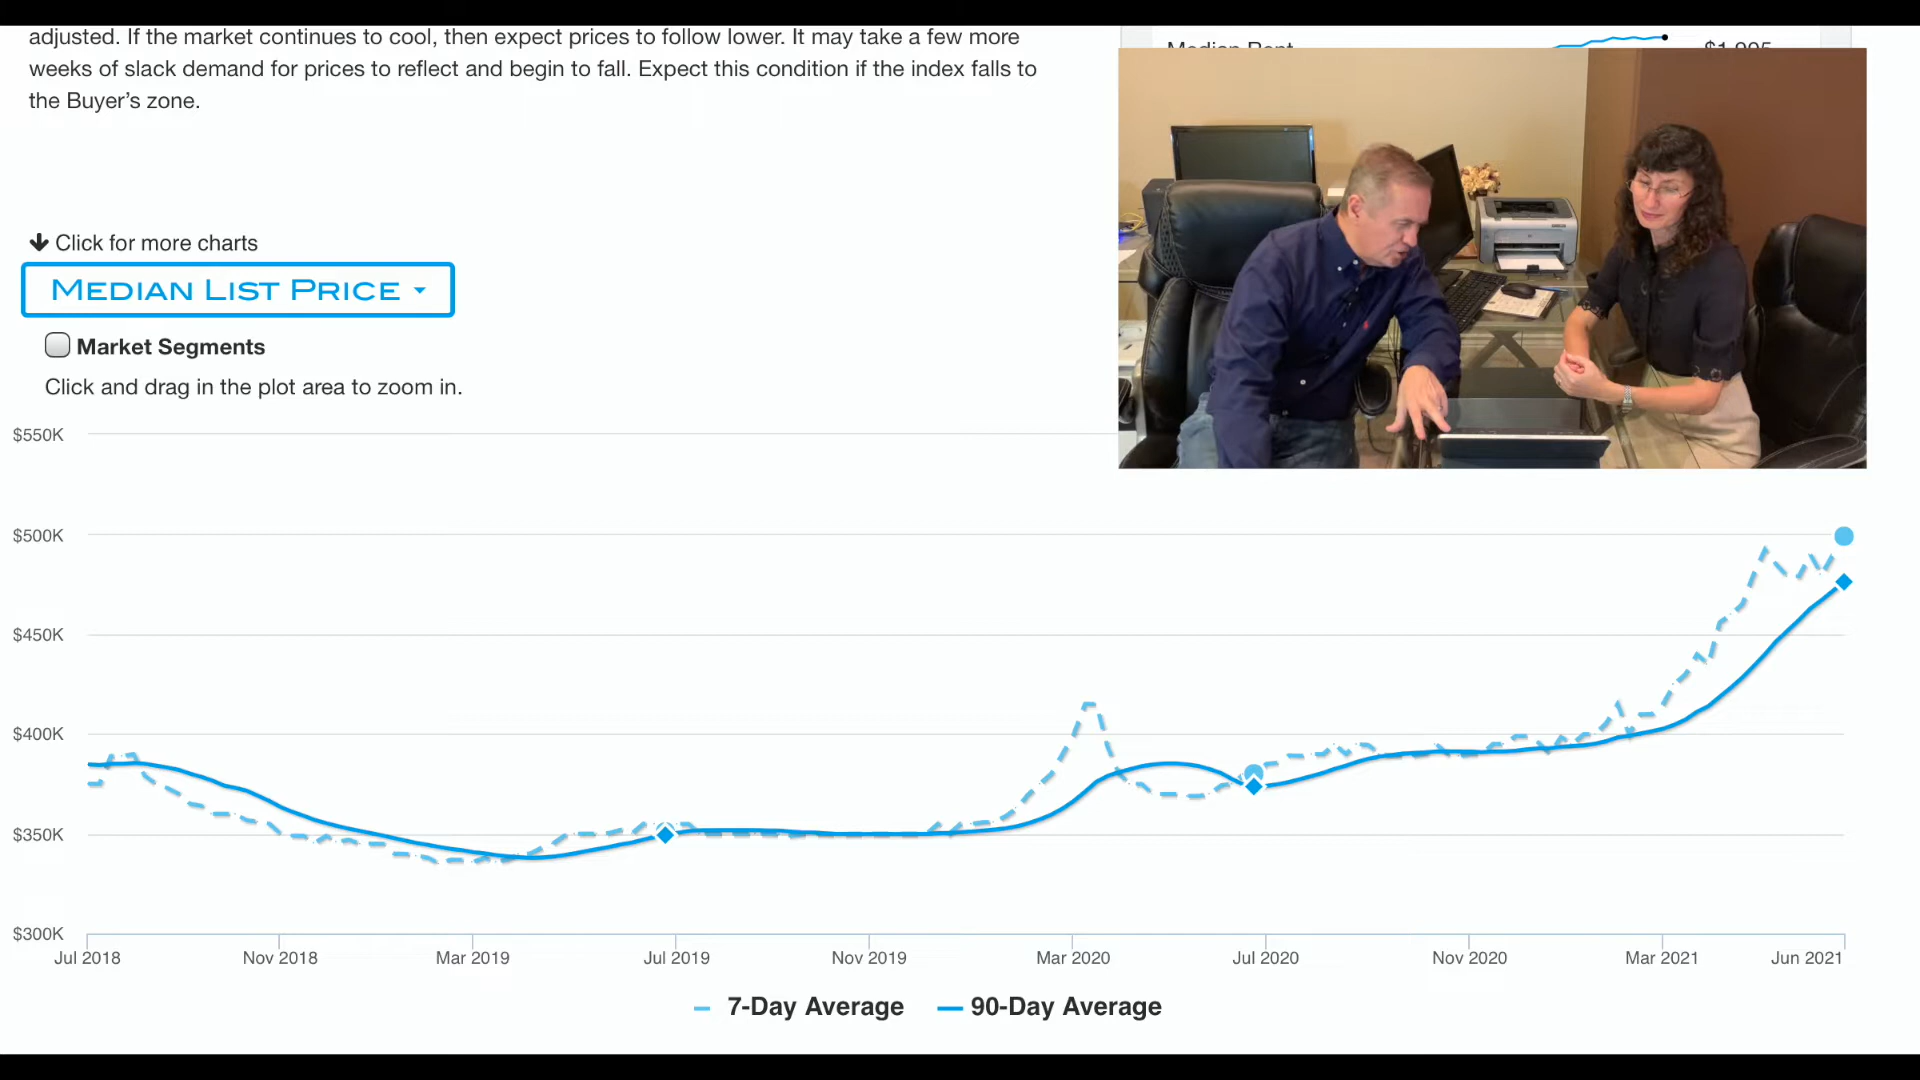 adjusted. If the market continues to cool, then expect prices to follow lower. It may take a few more
weeks of slack demand for prices to reflect and begin to fall. Expect this condition if the index falls to
the Buyer’s zone.
Median Rent
Click for more charts
MEDIAN LIST PRICE
Market Segments
Click and drag in the plot area to zoom in.
$550K
$500K
$450K
$400K
$350K
$300K
Jul 2018 Nov 2018 Mar 2019 Jul 2019 Nov 2019 Mar 2020 Jul 2020 Nov 2020 Mar 2021 Jun 2021
7-Day Average 90-Day Average